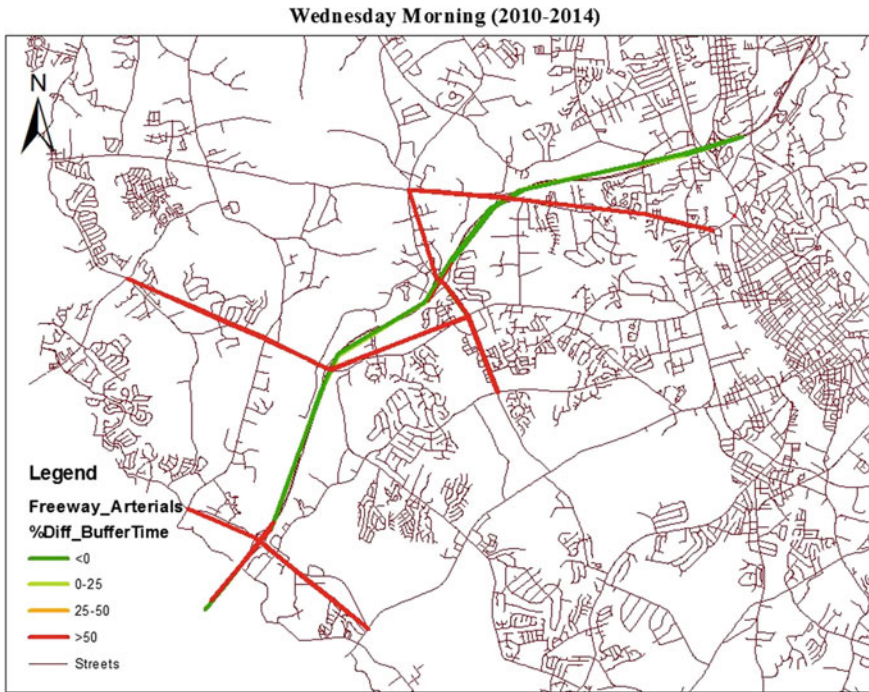 Wednesday Morning (2010-2014)
N
Legend
Freeway_Arterials
%Diff_BufferTime
<0
0-25
25-50
>50
Streets